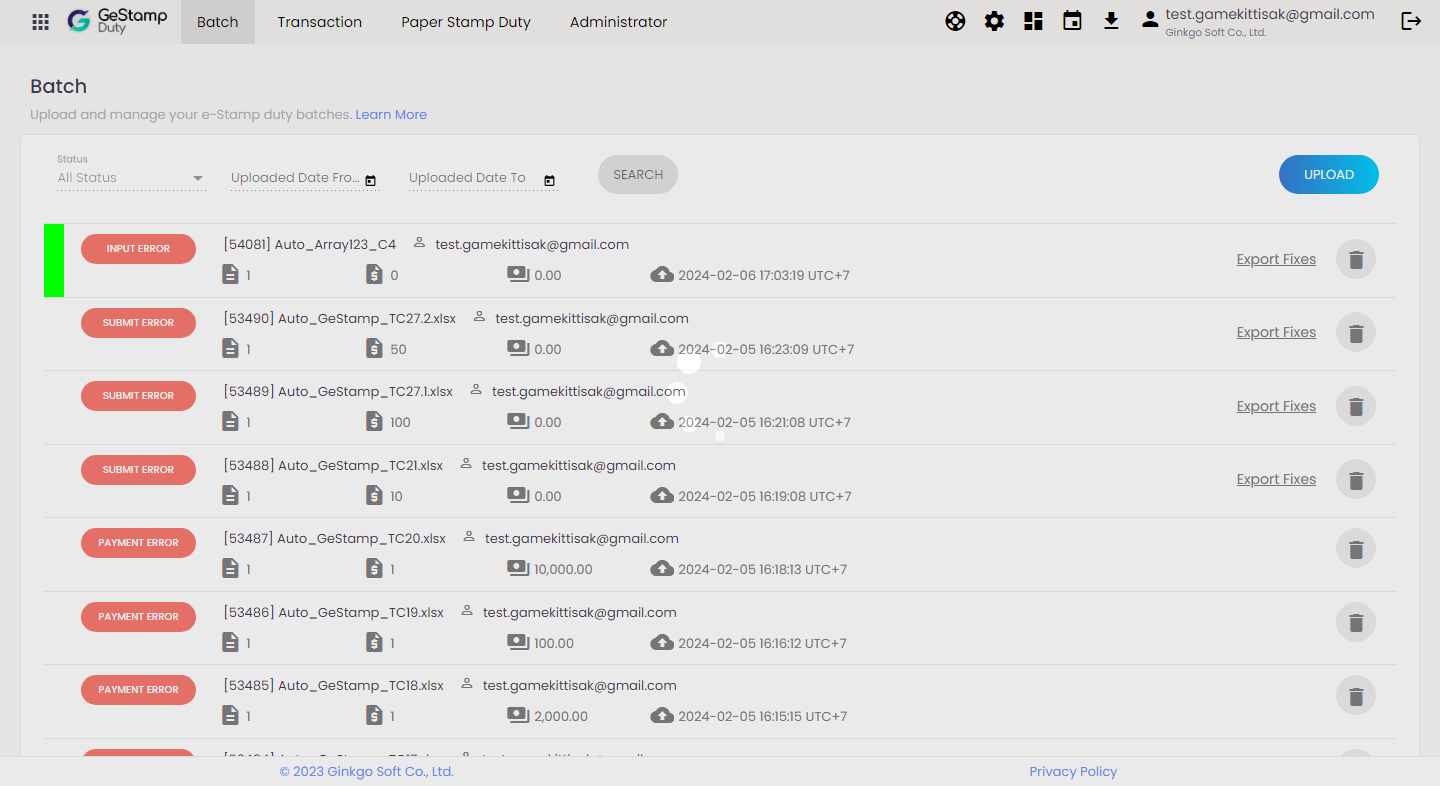 GeStamp Duty
Batch
Transaction
Paper Stamp Duty
Administrator
test.gamekittisak@gmail.com
Ginkgo Soft Co., Ltd.
Batch
Upload and manage your e-Stamp duty batches. Learn More
Status
All Status
Uploaded Date Fro...
Uploaded Date To
SEARCH
UPLOAD
INPUT ERROR
[54081] Auto_Array123_C4
test.gamekittisak@gmail.com
1
0
0.00
2024-02-06 17:03:19 UTC+7
Export Fixes
SUBMIT ERROR
[53490] Auto_GeStamp_TC27.2.xlsx
test.gamekittisak@gmail.com
1
50
0.00
2024-02-05 16:23:09 UTC+7
Export Fixes
SUBMIT ERROR
[53489] Auto_GeStamp_TC27.1.xlsx
test.gamekittisak@gmail.com
1
100
0.00
2024-02-05 16:21:08 UTC+7
Export Fixes
SUBMIT ERROR
[53488] Auto_GeStamp_TC21.xlsx
test.gamekittisak@gmail.com
1
10
0.00
2024-02-05 16:19:08 UTC+7
Export Fixes
PAYMENT ERROR
[53487] Auto_GeStamp_TC20.xlsx
test.gamekittisak@gmail.com
1
1
10,000.00
2024-02-05 16:18:13 UTC+7
PAYMENT ERROR
[53486] Auto_GeStamp_TC19.xlsx
test.gamekittisak@gmail.com
1
1
100.00
2024-02-05 16:16:12 UTC+7
PAYMENT ERROR
[53485] Auto_GeStamp_TC18.xlsx
test.gamekittisak@gmail.com
1
1
2,000.00
2024-02-05 16:15:15 UTC+7
© 2023 Ginkgo Soft Co., Ltd.
Privacy Policy